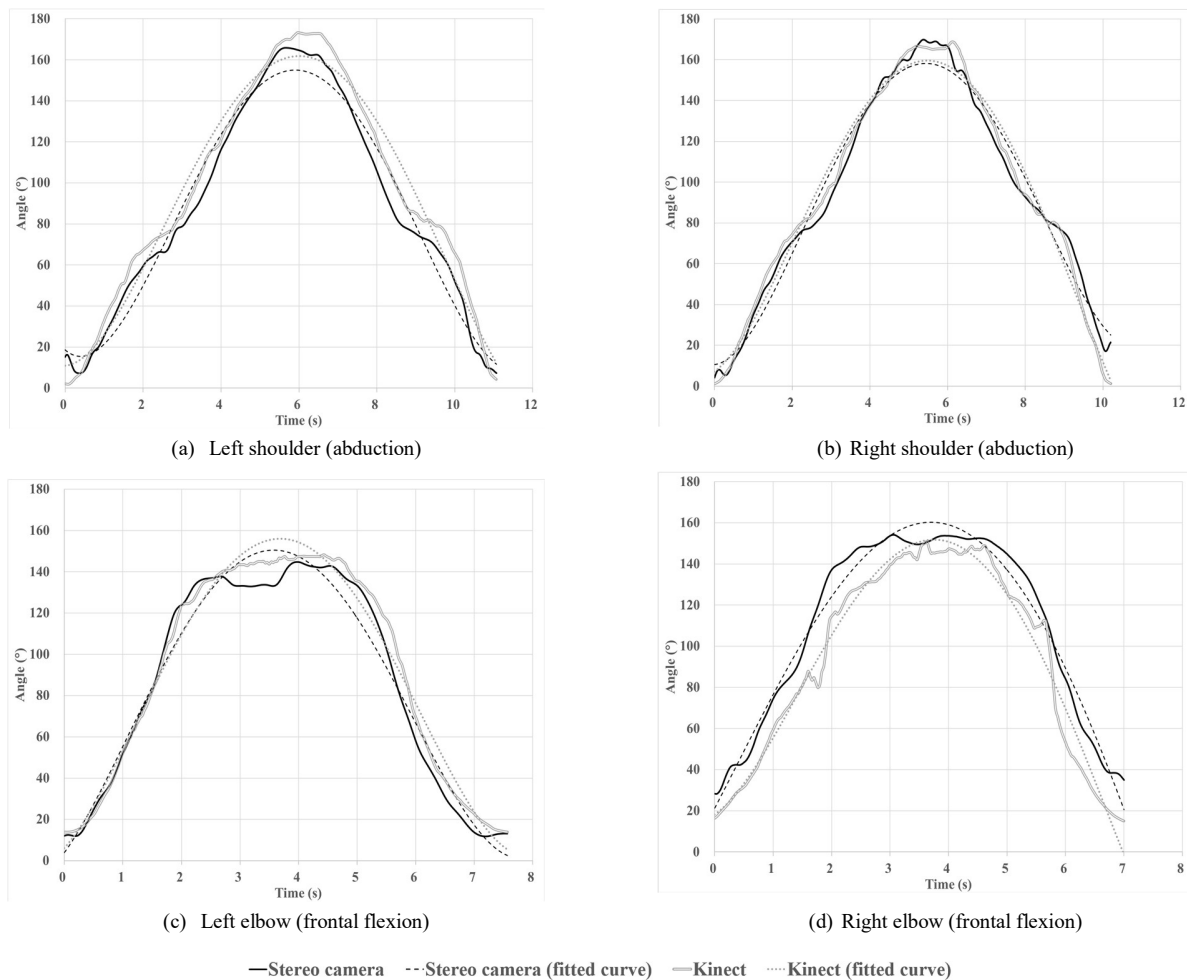 180
160
140
120
100
80
60
40
20
0
Angle (°)
0 2 4 6 8 10 12
Time (s)
(a) Left shoulder (abduction)
180
160
140
120
100
80
60
40
20
0
Angle (°)
0 2 4 6 8 10 12
Time (s)
(b) Right shoulder (abduction)
180
160
140
120
100
80
60
40
20
0
Angle (°)
0 1 2 3 4 5 6 7 8
Time (s)
(c) Left elbow (frontal flexion)
180
160
140
120
100
80
60
40
20
0
Angle (°)
0 1 2 3 4 5 6 7 8
Time (s)
(d) Right elbow (frontal flexion)
Stereo camera Stereo camera (fitted curve) Kinect Kinect (fitted curve)